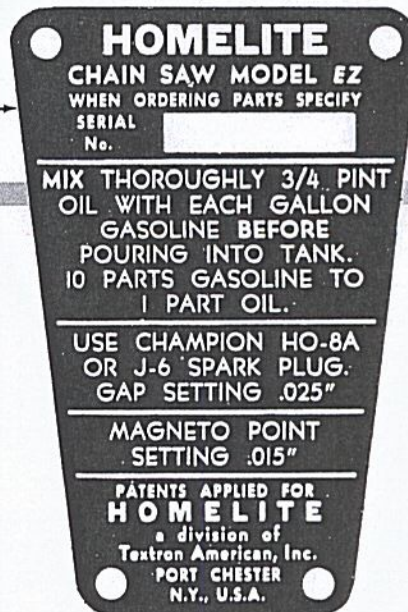 HOMELITE
CHAIN SAW MODEL EZ
WHEN ORDERING PARTS SPECIFY
SERIAL
No.
MIX THOROUGHLY 3/4 PINT
OIL WITH EACH GALLON
GASOLINE BEFORE
POURING INTO TANK.
10 PARTS GASOLINE TO
1 PART OIL.
USE CHAMPION HO-8A
OR J-6 SPARK PLUG.
GAP SETTING .025"
MAGNETO POINT
SETTING .015"
PATENTS APPLIED FOR
HOMELITE
a division of
Textron American, Inc.
PORT CHESTER
N.Y., U.S.A.